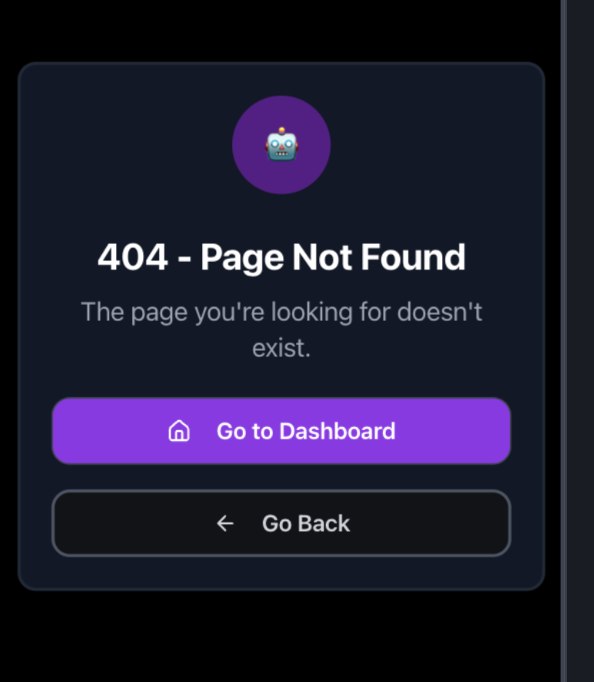 404 - Page Not Found
The page you're looking for doesn't
exist.
Go to Dashboard
Go Back